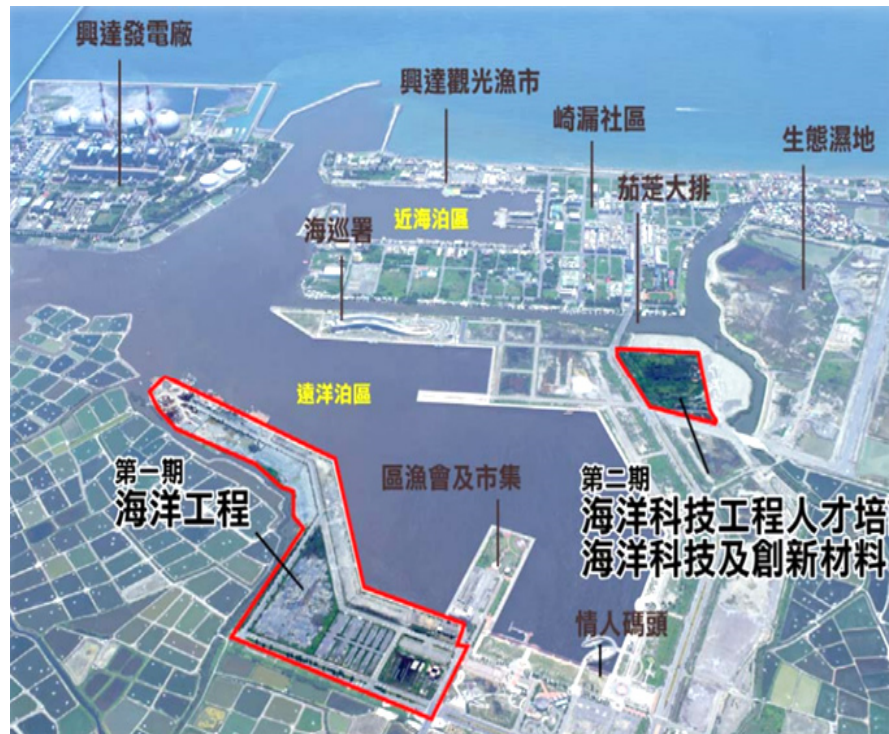 興達發電廠
興達觀光漁市
崎漏社區
生態濕地
茄萣大排
近海泊區
海巡署
遠洋泊區
第一期
海洋工程
區漁會及市集
第二期
海洋科技工程人才培
海洋科技及創新材料
情人碼頭